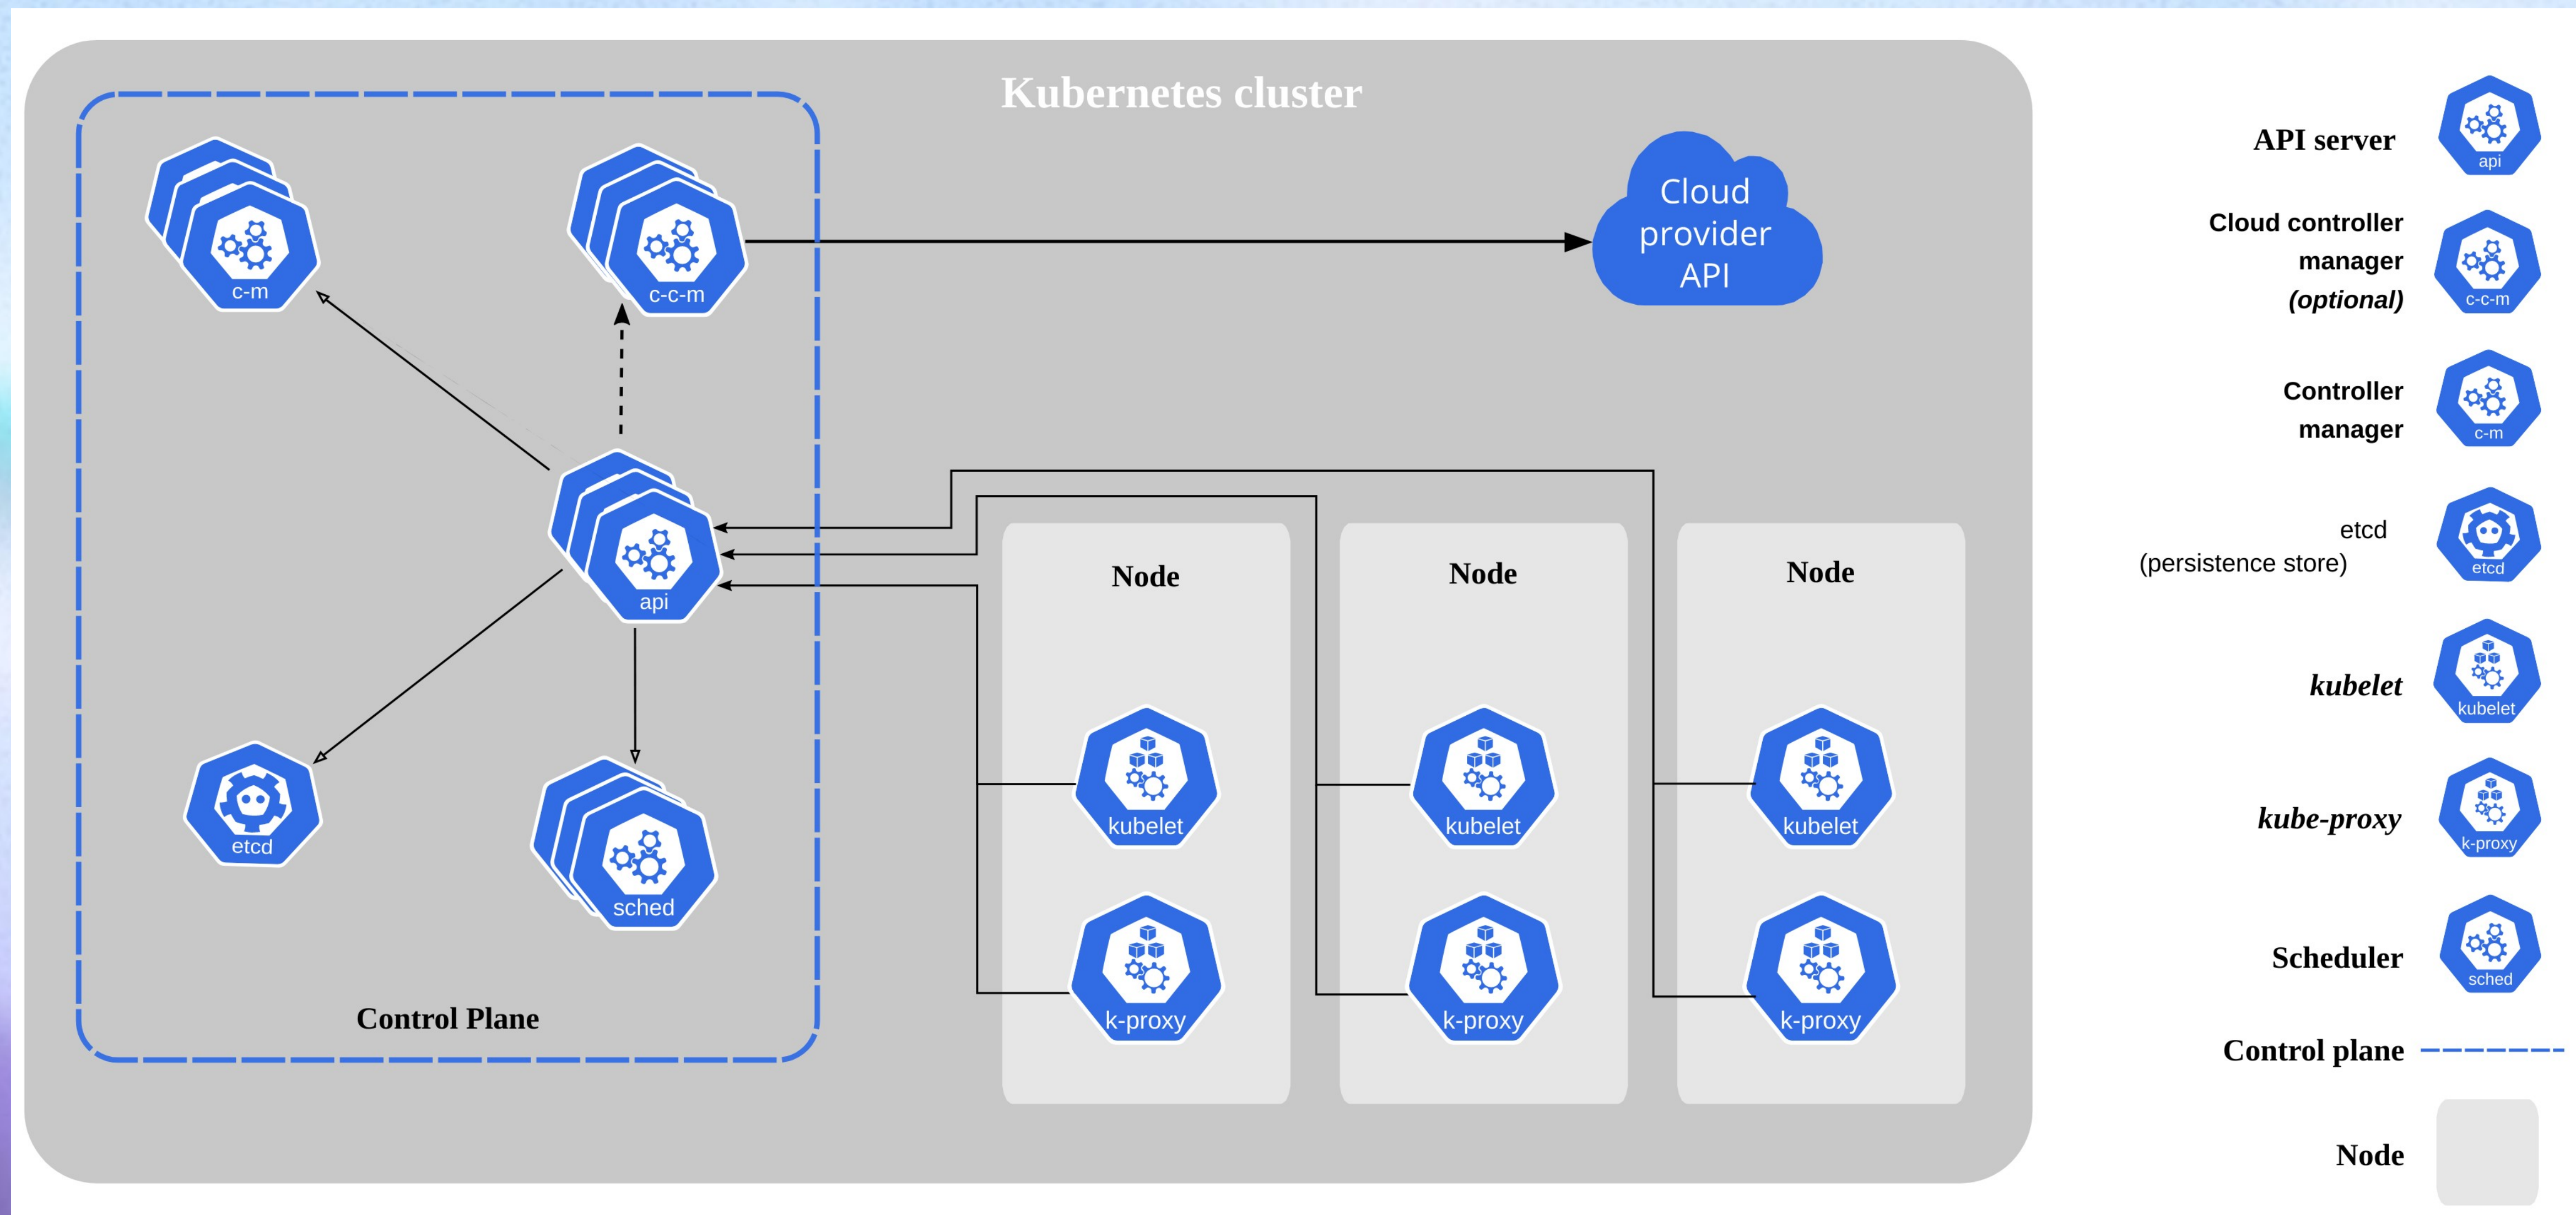 Kubernetes cluster
c-m
c-c-m
Cloud
provider
API
api
etcd
sched
Control Plane
Node
kubelet
k-proxy
Node
kubelet
k-proxy
Node
kubelet
k-proxy
API server
api
Cloud controller
manager
(optional)
c-c-m
Controller
manager
c-m
etcd
(persistence store)
etcd
kubelet
kubelet
kube-proxy
k-proxy
Scheduler
sched
Control plane
Node